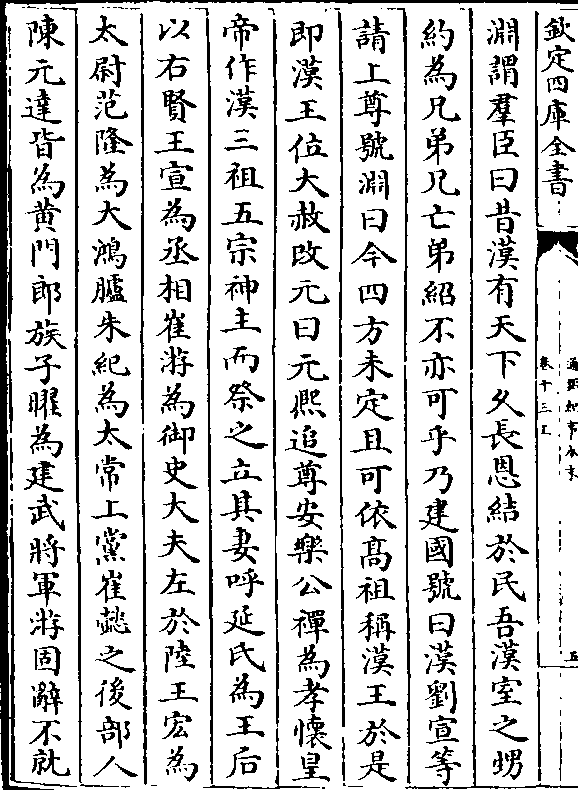 欽定四庫全書
通鑑紀事本末
卷十三上
五
淵謂羣臣曰昔漢有天下久長恩結於民吾漢室之甥
約為兄弟兄亡弟紹不亦可乎乃建國號曰漢劉宣等
請上尊號淵曰今四方未定且可依高祖稱漢王於是
即漢王位大赦改元曰元熈追尊安樂公禪為孝懷皇
帝作漢三祖五宗神主而祭之立其妻呼延氏為王后
以右賢王宣為丞相崔游為御史大夫左於陸王宏為
太尉范隆為大鴻臚朱紀為太常上黨崔懿之後部人
陳元達皆為黄門郎族子曜為建武將軍游固辭不就